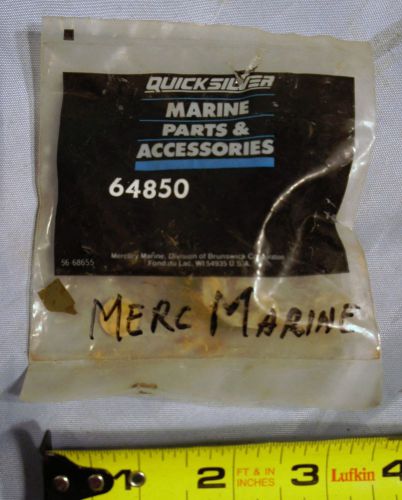 QUICKSILVER
MARINE
PARTS &
ACCESSORIES
64850
Mercury Marine, Division of Brunswick Corporation
Fond du Lac, WI 54935 U.S.A.
56-68655
MERC MARINE
1 2 FT & IN INCHES 3 Lufkin 4